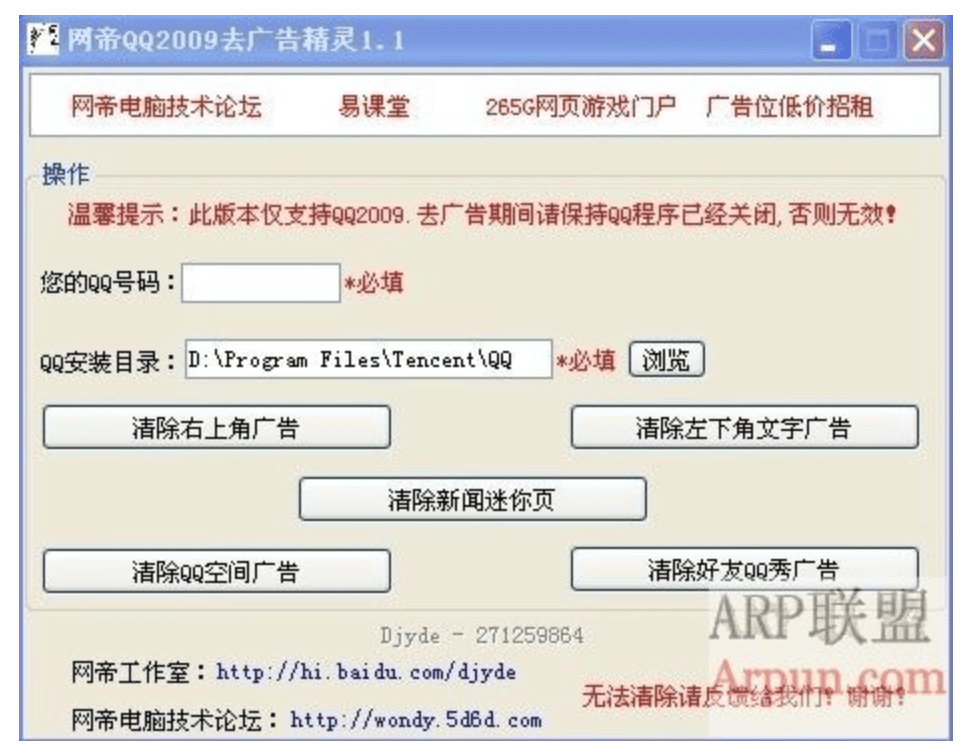 网帝QQ2009去广告精灵1.1
网帝电脑技术论坛 易课堂 265G网页游戏门户 广告位低价招租
操作
温馨提示：此版本仅支持QQ2009.去广告期间请保持QQ程序已经关闭,否则无效!
您的QQ号码： *必填
QQ安装目录： D:\Program Files\Tencent\QQ *必填 浏览
清除右上角广告 清除左下角文字广告
清除新闻迷你页
清除QQ空间广告 清除好友QQ秀广告
ARP联盟
Djyde - 271259864
网帝工作室：http://hi.baidu.com/djyde
Arpun.com
无法清除请反馈给我们! 谢谢!
网帝电脑技术论坛：http://wondy.5d6d.com